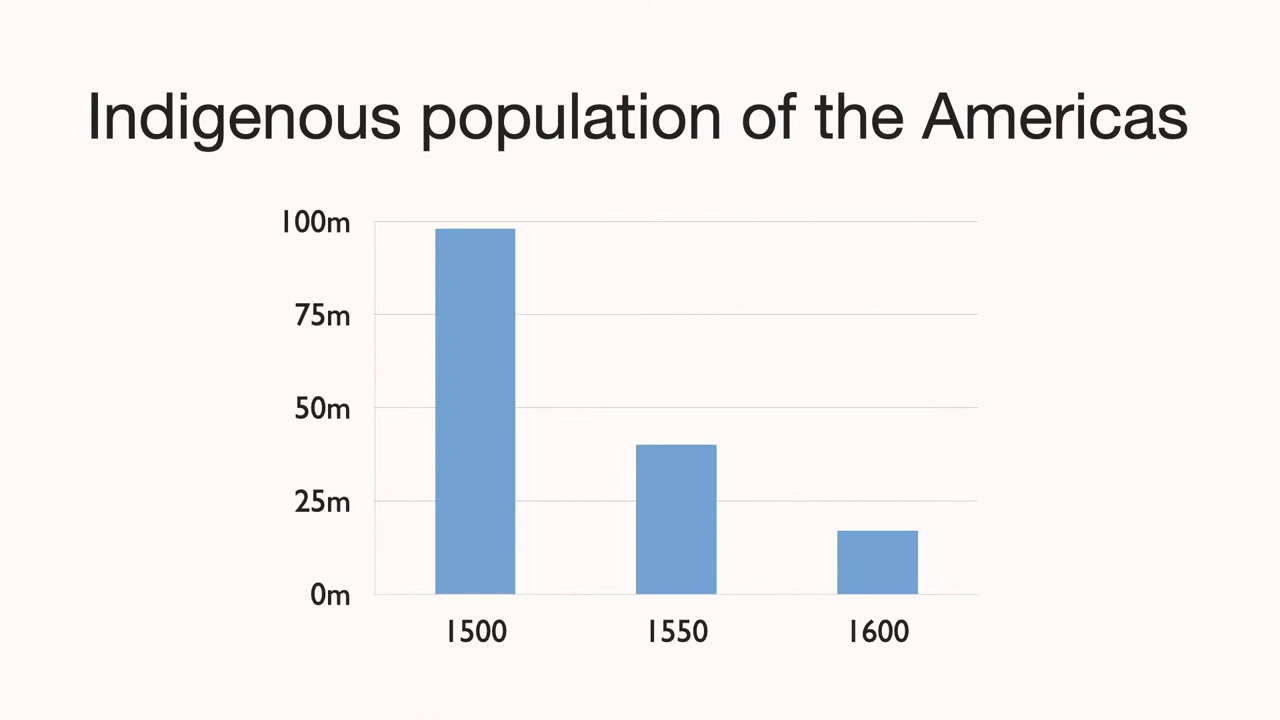 Indigenous population of the Americas
100m
75m
50m
25m
0m
1500 1550 1600